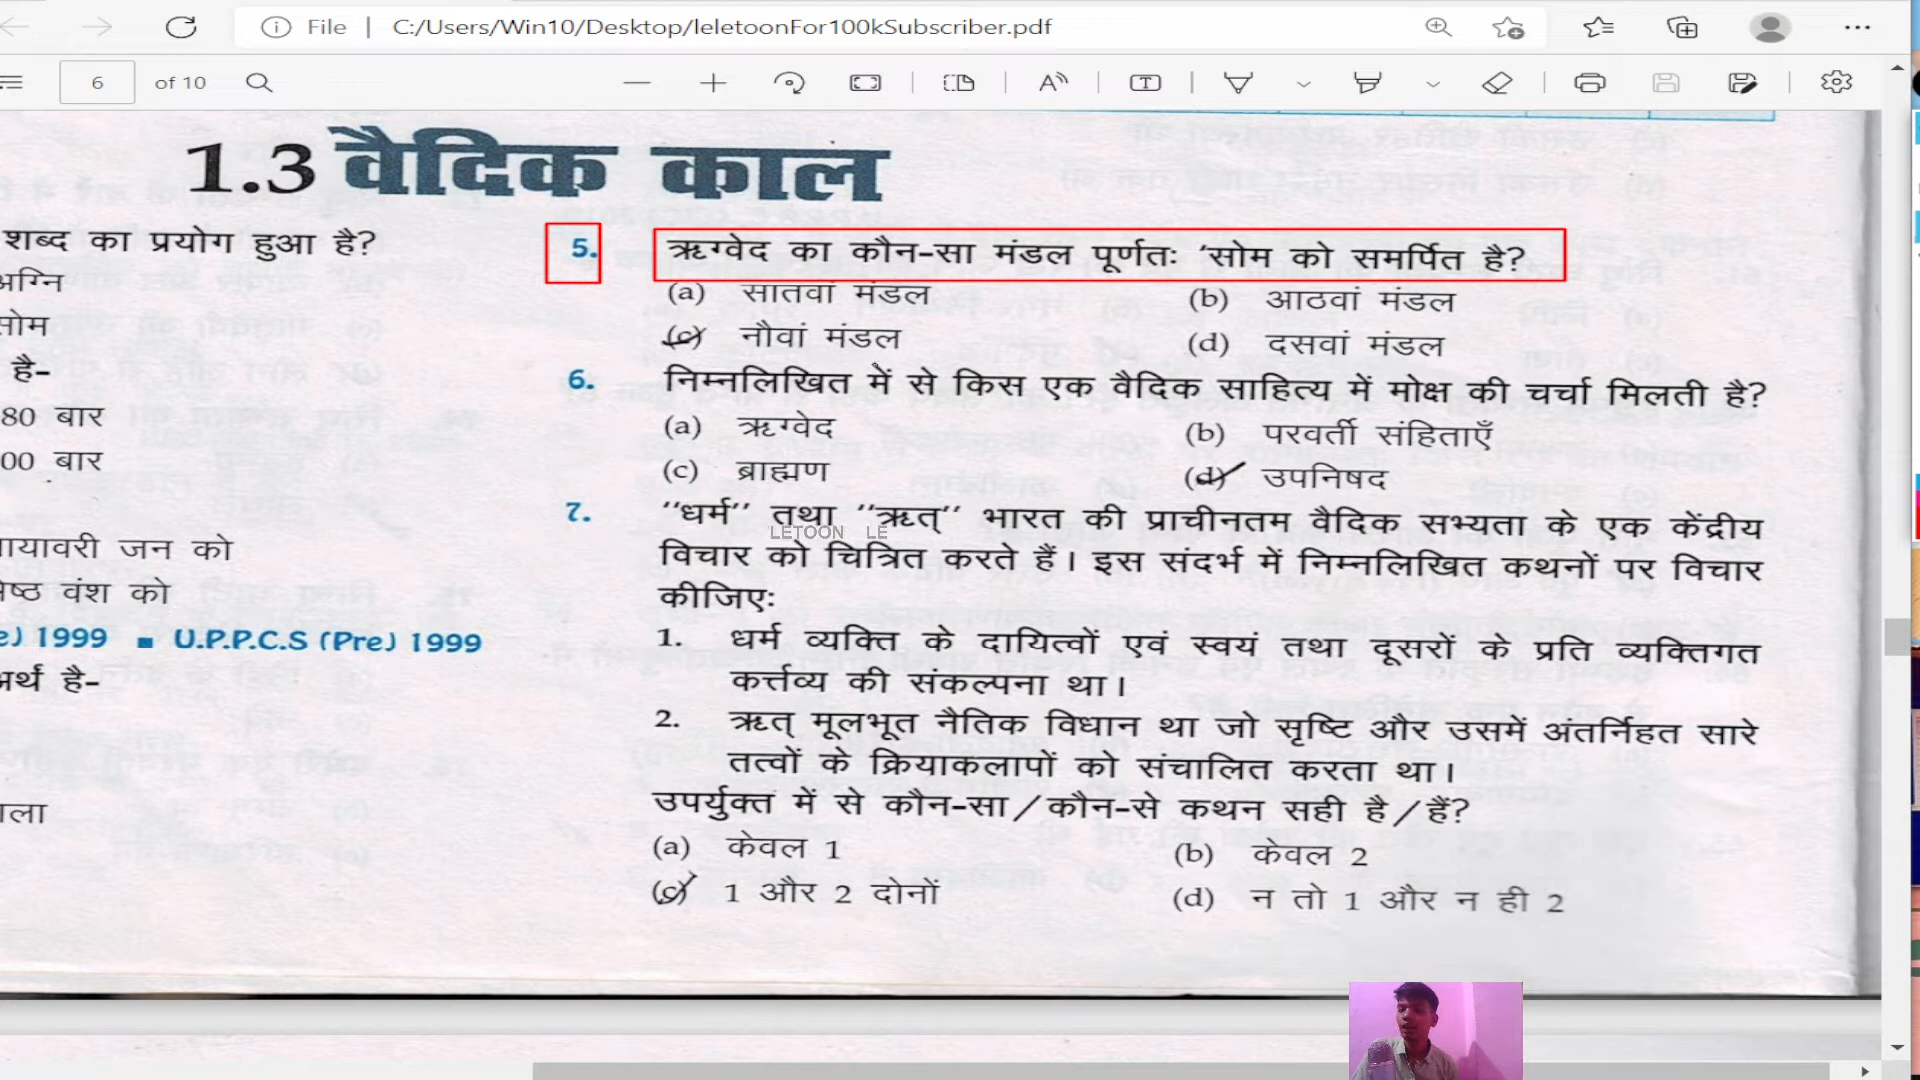 File | C:/Users/Win10/Desktop/leletoonFor100kSubscriber.pdf
6 of 10
1.3 वैदिक काल
शब्द का प्रयोग हुआ है?
अग्नि
सोम
है-
80 बार
00 बार
यायावरी जन को
वंश को
1999 ▪ U.P.P.C.S (Pre) 1999
अर्थ है-
5. ऋग्वेद का कौन-सा मंडल पूर्णतः 'सोम को समर्पित है?
(a) सातवां मंडल (b) आठवां मंडल
(c) नौवां मंडल (d) दसवां मंडल
6. निम्नलिखित में से किस एक वैदिक साहित्य में मोक्ष की चर्चा मिलती है?
(a) ऋग्वेद (b) परवर्ती संहिताएँ
(c) ब्राह्मण (d) उपनिषद
7. ''धर्म'' तथा ''ऋत्'' भारत की प्राचीनतम वैदिक सभ्यता के एक केंद्रीय
LETOON LE
विचार को चित्रित करते हैं। इस संदर्भ में निम्नलिखित कथनों पर विचार
कीजिए:
1. धर्म व्यक्ति के दायित्वों एवं स्वयं तथा दूसरों के प्रति व्यक्तिगत
कर्त्तव्य की संकल्पना था।
2. ऋत् मूलभूत नैतिक विधान था जो सृष्टि और उसमें अंतर्निहत सारे
तत्वों के क्रियाकलापों को संचालित करता था।
उपर्युक्त में से कौन-सा/कौन-से कथन सही है/हैं?
(a) केवल 1 (b) केवल 2
(c) 1 और 2 दोनों (d) न तो 1 और न ही 2